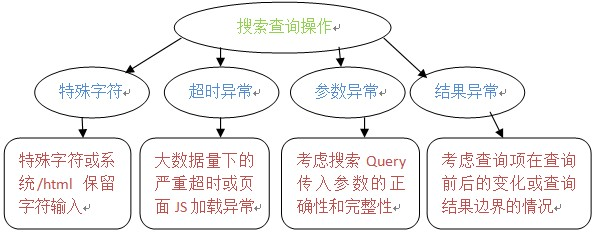 搜索查询操作
特殊字符
超时异常
参数异常
结果异常
特殊字符或系
统/html 保留
字符输入
大数据量下的
严重超时或页
面 JS 加载异常
考虑搜索 Query
传入参数的正
确性和完整性
考虑查询项在查询
前后的变化或查询
结果边界的情况